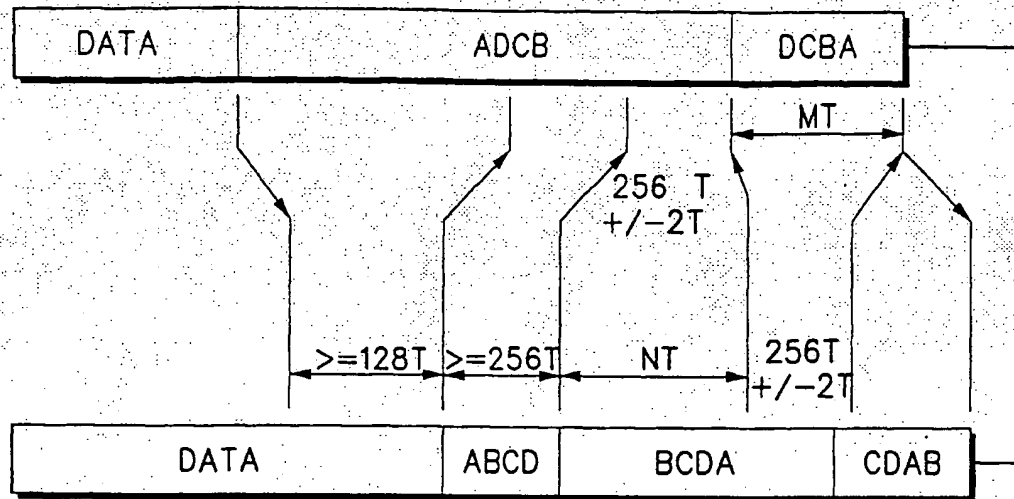 DATA ADCB DCBA
MT
256 T
+/-2T
>=128T >=256T NT 256T
+/-2T
DATA ABCD BCDA CDAB